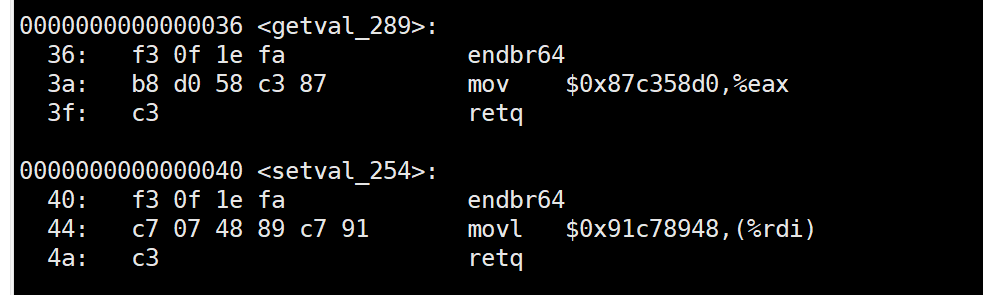 0000000000000036 <getval_289>:
  36:   f3 0f 1e fa             endbr64
  3a:   b8 d0 58 c3 87          mov    $0x87c358d0,%eax
  3f:   c3                      retq
0000000000000040 <setval_254>:
  40:   f3 0f 1e fa             endbr64
  44:   c7 07 48 89 c7 91       movl   $0x91c78948,(%rdi)
  4a:   c3                      retq